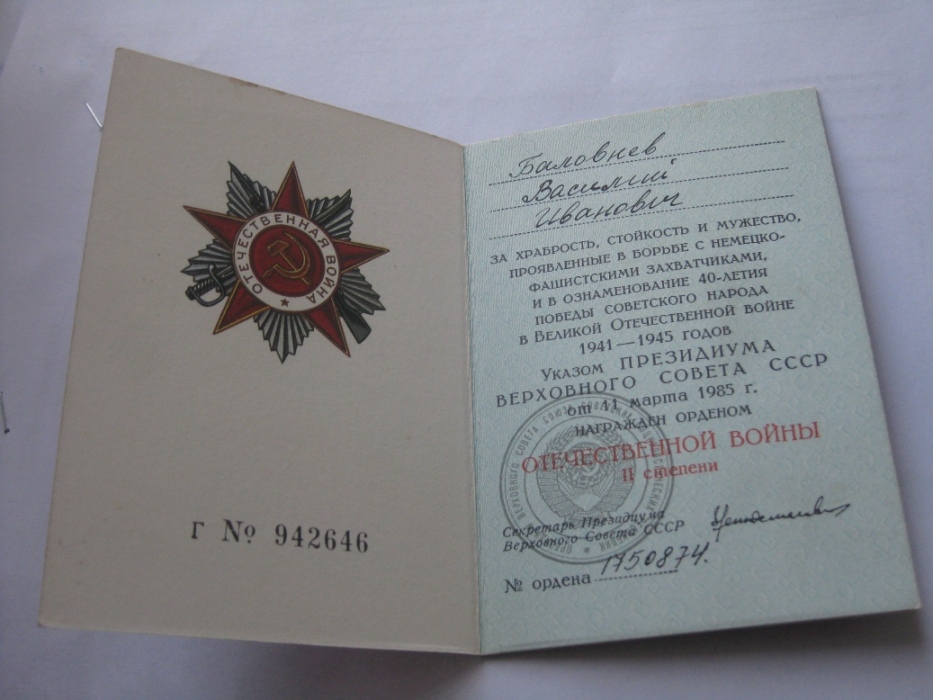 ОТЕЧЕСТВЕННАЯ ВОЙНА
Г № 942646
Баловнев
Василий
Иванович
ЗА ХРАБРОСТЬ, СТОЙКОСТЬ И МУЖЕСТВО,
ПРОЯВЛЕННЫЕ В БОРЬБЕ С НЕМЕЦКО-
ФАШИСТСКИМИ ЗАХВАТЧИКАМИ,
И В ОЗНАМЕНОВАНИЕ 40-ЛЕТИЯ
ПОБЕДЫ СОВЕТСКОГО НАРОДА
В ВЕЛИКОЙ ОТЕЧЕСТВЕННОЙ ВОЙНЕ
1941—1945 ГОДОВ
УКАЗОМ ПРЕЗИДИУМА
ВЕРХОВНОГО СОВЕТА СССР
от 11 марта 1985 г.
НАГРАЖДЕН ОРДЕНОМ
ОТЕЧЕСТВЕННОЙ ВОЙНЫ
II степени
Секретарь Президиума
Верховного Совета СССР
№ ордена 1750874.